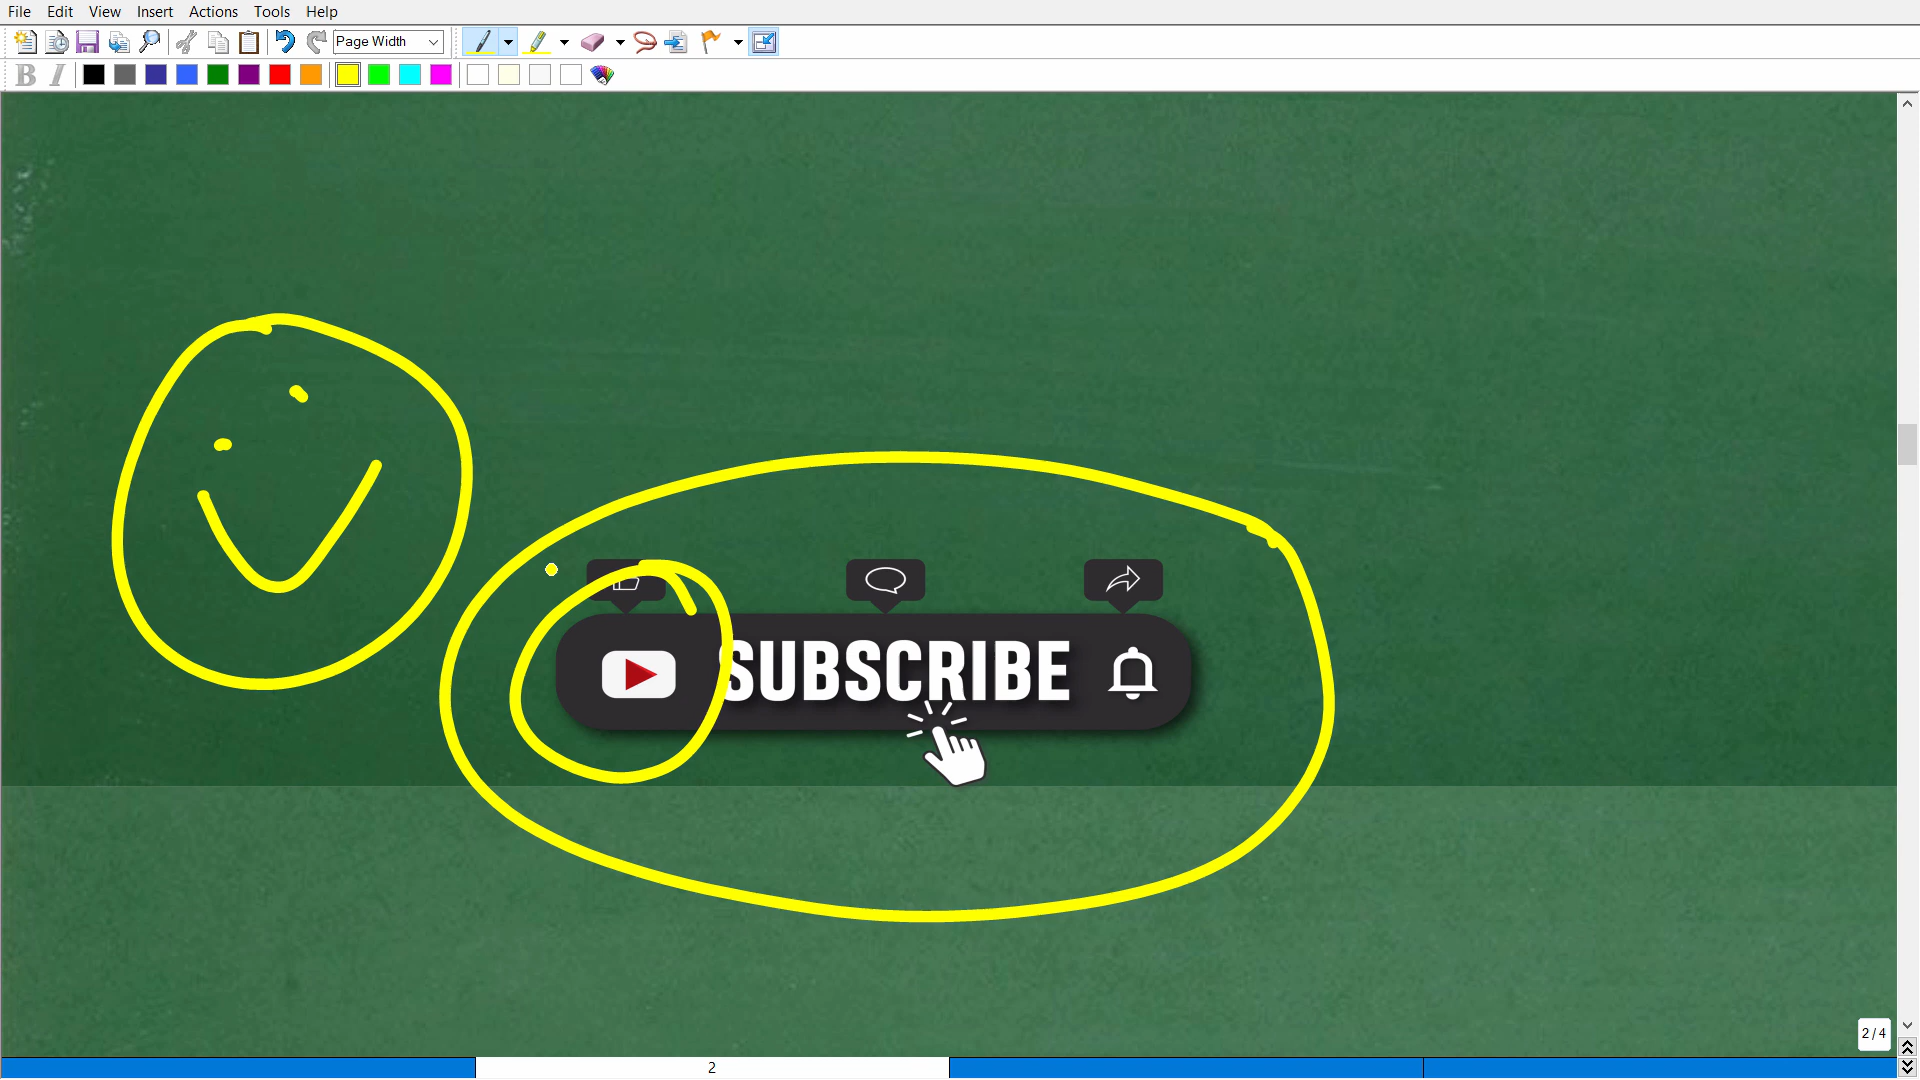 File Edit View Insert Actions Tools Help
Page Width
B I
SUBSCRIBE
2 / 4
2